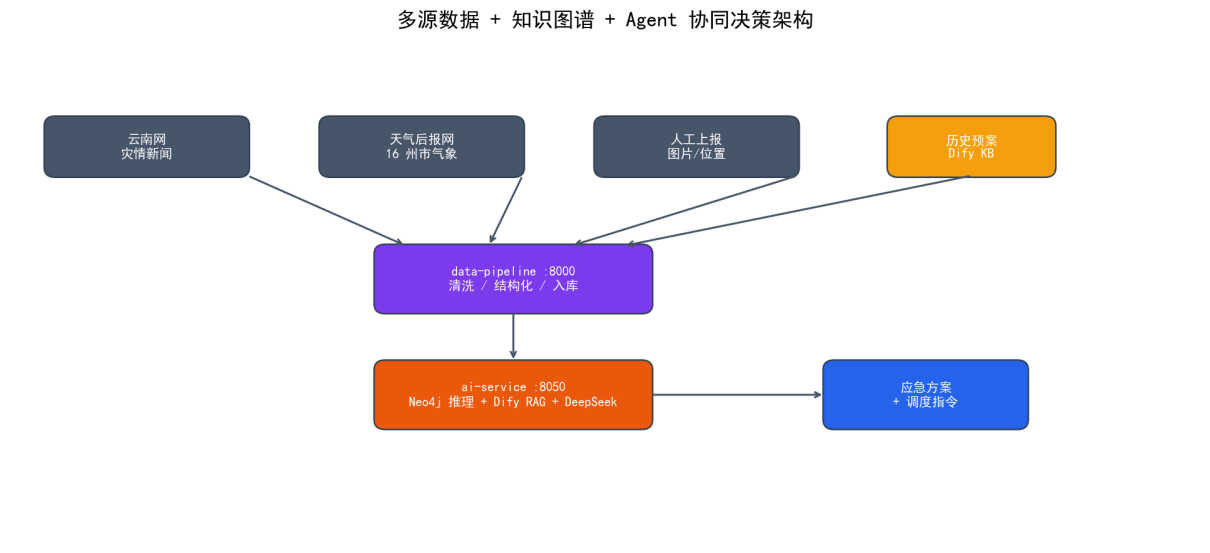 多源数据 + 知识图谱 + Agent 协同决策架构
云南网
灾情新闻
天气后报网
16 州市气象
人工上报
图片/位置
历史预案
Dify KB
data-pipeline :8000
清洗 / 结构化 / 入库
ai-service :8050
Neo4j 推理 + Dify RAG + DeepSeek
应急方案
+ 调度指令